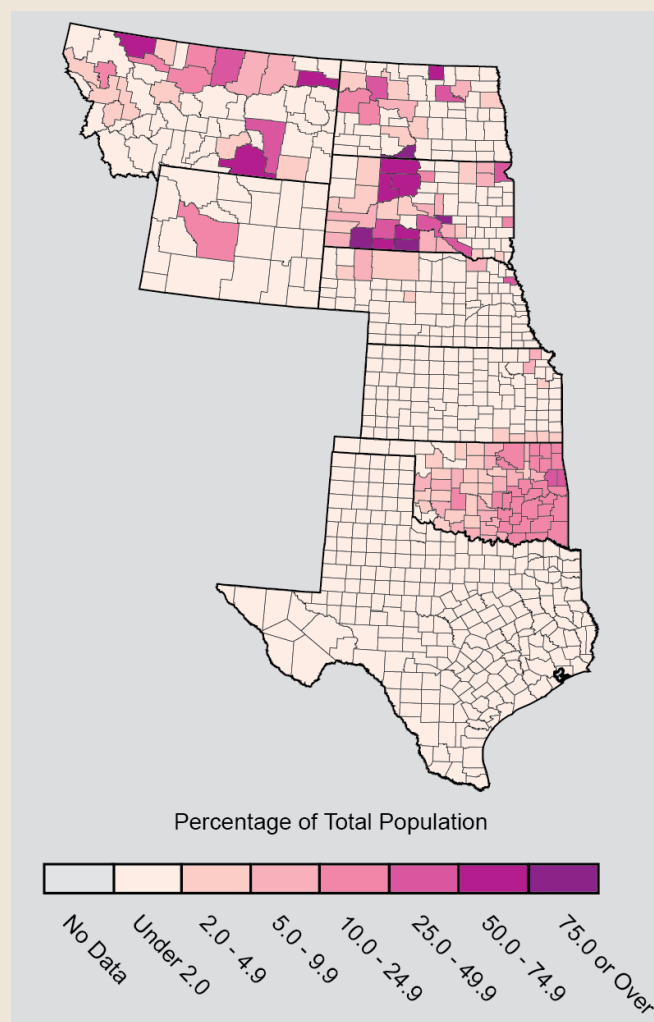 Percentage of Total Population
No Data
Under 2.0
2.0 - 4.9
5.0 - 9.9
10.0 - 24.9
25.0 - 49.9
50.0 - 74.9
75.0 or Over